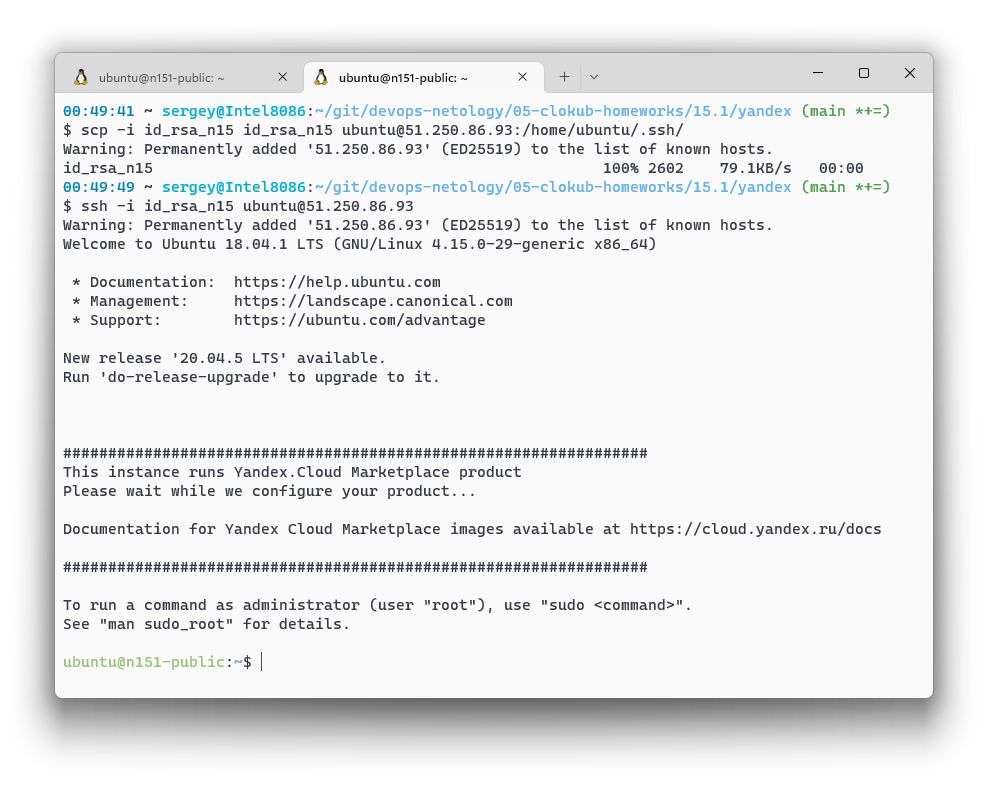 ubuntu@n151-public: ~
ubuntu@n151-public: ~
00:49:41 ~ sergey@Intel8086:~/git/devops-netology/05-clokub-homeworks/15.1/yandex (main *+=)
$ scp -i id_rsa_n15 id_rsa_n15 ubuntu@51.250.86.93:/home/ubuntu/.ssh/
Warning: Permanently added '51.250.86.93' (ED25519) to the list of known hosts.
id_rsa_n15                                                  100% 2602    79.1KB/s   00:00
00:49:49 ~ sergey@Intel8086:~/git/devops-netology/05-clokub-homeworks/15.1/yandex (main *+=)
$ ssh -i id_rsa_n15 ubuntu@51.250.86.93
Warning: Permanently added '51.250.86.93' (ED25519) to the list of known hosts.
Welcome to Ubuntu 18.04.1 LTS (GNU/Linux 4.15.0-29-generic x86_64)

 * Documentation:  https://help.ubuntu.com
 * Management:     https://landscape.canonical.com
 * Support:        https://ubuntu.com/advantage

New release '20.04.5 LTS' available.
Run 'do-release-upgrade' to upgrade to it.

#################################################################
This instance runs Yandex.Cloud Marketplace product
Please wait while we configure your product...

Documentation for Yandex Cloud Marketplace images available at https://cloud.yandex.ru/docs

#################################################################

To run a command as administrator (user "root"), use "sudo <command>".
See "man sudo_root" for details.

ubuntu@n151-public:~$